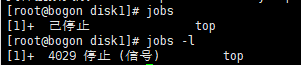 [root@bogon disk1]# jobs
[1]+  已停止               top
[root@bogon disk1]# jobs -l
[1]+  4029 停止 (信号)         top